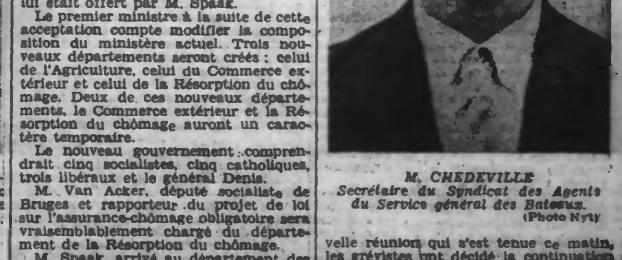 lui était offert par M. Spaak.
Le premier ministre à la suite de cette
acceptation compte modifier la compo-
sition du ministère actuel. Trois nou-
veaux départements seront créés : celui
de l'Agriculture, celui du Commerce ex-
térieur et celui de la Résorption du chô-
mage. Deux de ces nouveaux départe-
ments, le Commerce extérieur et la Ré-
sorption du chômage auront un carac-
tère temporaire.
Le nouveau gouvernement compren-
drait cinq socialistes, cinq catholiques,
trois libéraux et le général Denis.
M. Van Acker, député socialiste de
Bruges et rapporteur du projet de loi
sur l'assurance-chômage obligatoire sera
vraisemblablement chargé du départe-
ment de la Résorption du chômage.
M. Spaak arrivé au département des
M. CHEDEVILLE
Secrétaire du Syndicat des Agents
du Service général des Bateaux.
(Photo Nyt)
velle réunion qui s'est tenue ce matin,
les grévistes ont décidé la continuation